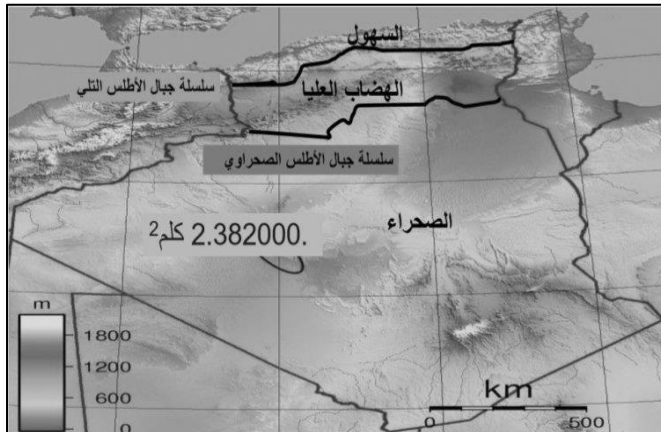 السهول
سلسلة جبال الأطلس التلي
الهضاب العليا
سلسلة جبال الأطلس الصحراوي
الصحراء
2.382000. كلم²
m
1800
1200
600
0
km
0 500